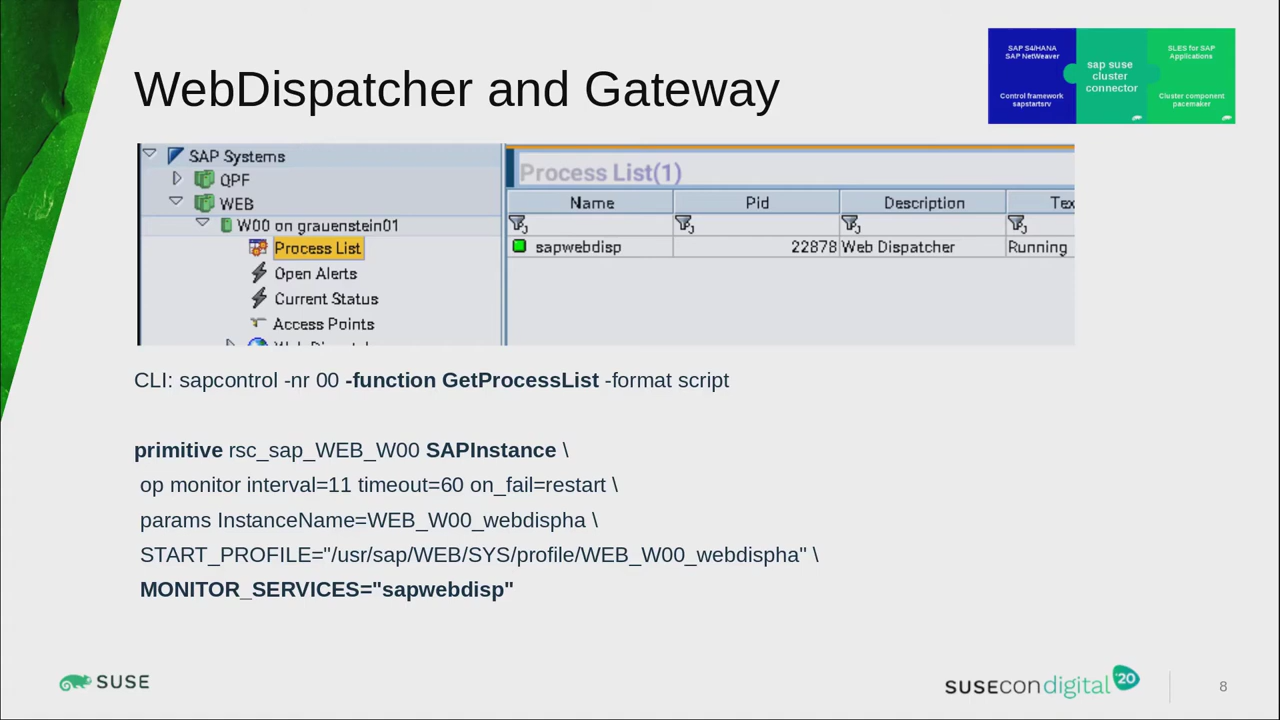 WebDispatcher and Gateway
SAP S4/HANA
SAP NetWeaver
Control framework
sapstartsrv
sap suse
cluster
connector
SLES for SAP
Applications
Cluster component
pacemaker
SAP Systems
QPF
WEB
W00 on grauenstein01
Process List
Open Alerts
Current Status
Access Points
Process List(1)
Name Pid Description Tex
sapwebdisp 22878 Web Dispatcher Running
CLI: sapcontrol -nr 00 -function GetProcessList -format script
primitive rsc_sap_WEB_W00 SAPInstance \
op monitor interval=11 timeout=60 on_fail=restart \
params InstanceName=WEB_W00_webdispha \
START_PROFILE="/usr/sap/WEB/SYS/profile/WEB_W00_webdispha" \
MONITOR_SERVICES="sapwebdisp"
SUSE
SUSECON digital '20
8